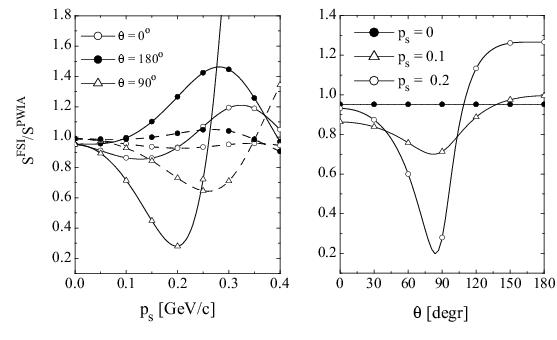 S^FSI/S^PWIA
1.8
1.6
1.4
1.2
1.0
0.8
0.6
0.4
0.2
θ = 0°
θ = 180°
θ = 90°
0.0 0.1 0.2 0.3 0.4
p_s [GeV/c]
1.4
1.2
1.0
0.8
0.6
0.4
0.2
p_s = 0
p_s = 0.1
p_s = 0.2
0 30 60 90 120 150 180
θ [degr]